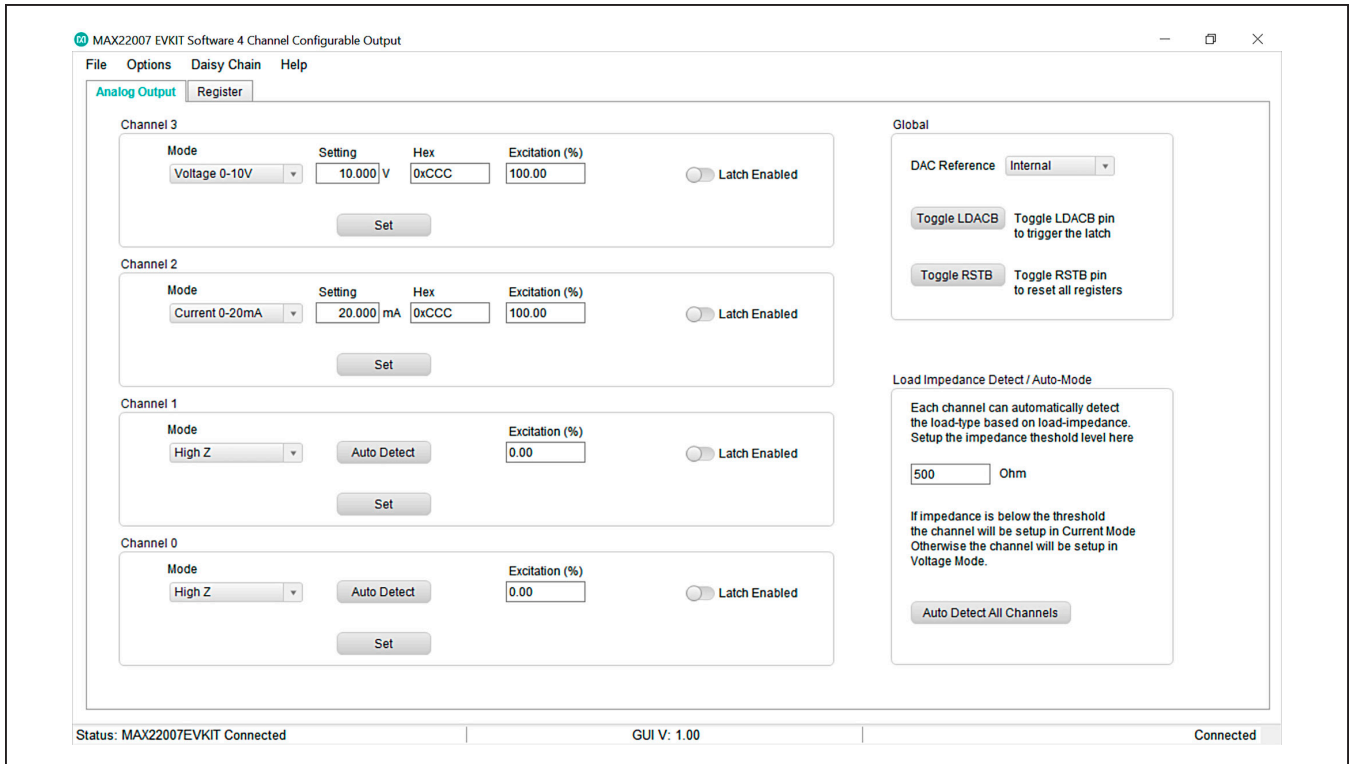 MAX22007 EVKIT Software 4 Channel Configurable Output
File Options Daisy Chain Help
Analog Output Register
Channel 3
Mode Setting Hex Excitation (%)
Voltage 0-10V 10.000 V 0xCCC 100.00 Latch Enabled
Set
Channel 2
Mode Setting Hex Excitation (%)
Current 0-20mA 20.000 mA 0xCCC 100.00 Latch Enabled
Set
Channel 1
Mode Excitation (%)
High Z Auto Detect 0.00 Latch Enabled
Set
Channel 0
Mode Excitation (%)
High Z Auto Detect 0.00 Latch Enabled
Set
Global
DAC Reference Internal
Toggle LDACB Toggle LDACB pin
to trigger the latch
Toggle RSTB Toggle RSTB pin
to reset all registers
Load Impedance Detect / Auto-Mode
Each channel can automatically detect
the load-type based on load-impedance.
Setup the impedance theshold level here
500 Ohm
If impedance is below the threshold
the channel will be setup in Current Mode
Otherwise the channel will be setup in
Voltage Mode.
Auto Detect All Channels
Status: MAX22007EVKIT Connected GUI V: 1.00 Connected